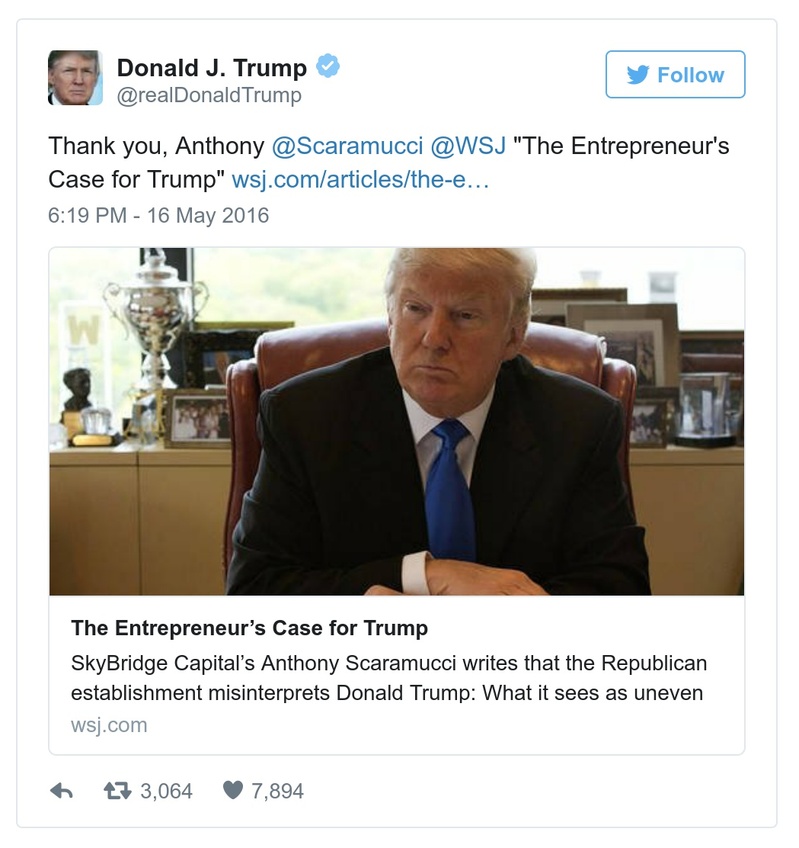 Donald J. Trump
@realDonaldTrump
Follow
Thank you, Anthony @Scaramucci @WSJ "The Entrepreneur's
Case for Trump" wsj.com/articles/the-e…
6:19 PM - 16 May 2016
W
The Entrepreneur’s Case for Trump
SkyBridge Capital’s Anthony Scaramucci writes that the Republican
establishment misinterprets Donald Trump: What it sees as uneven
wsj.com
3,064
7,894